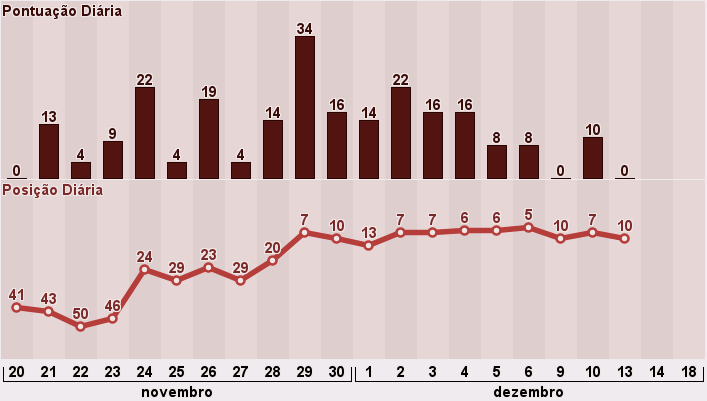 Pontuação Diária
0 13 4 9 22 4 19 4 14 34 16 14 22 16 16 8 8 0 10 0
Posição Diária
41 43 50 46 24 29 23 29 20 7 10 13 7 7 6 6 5 10 7 10
20 21 22 23 24 25 26 27 28 29 30 1 2 3 4 5 6 9 10 13 14 18
novembro dezembro